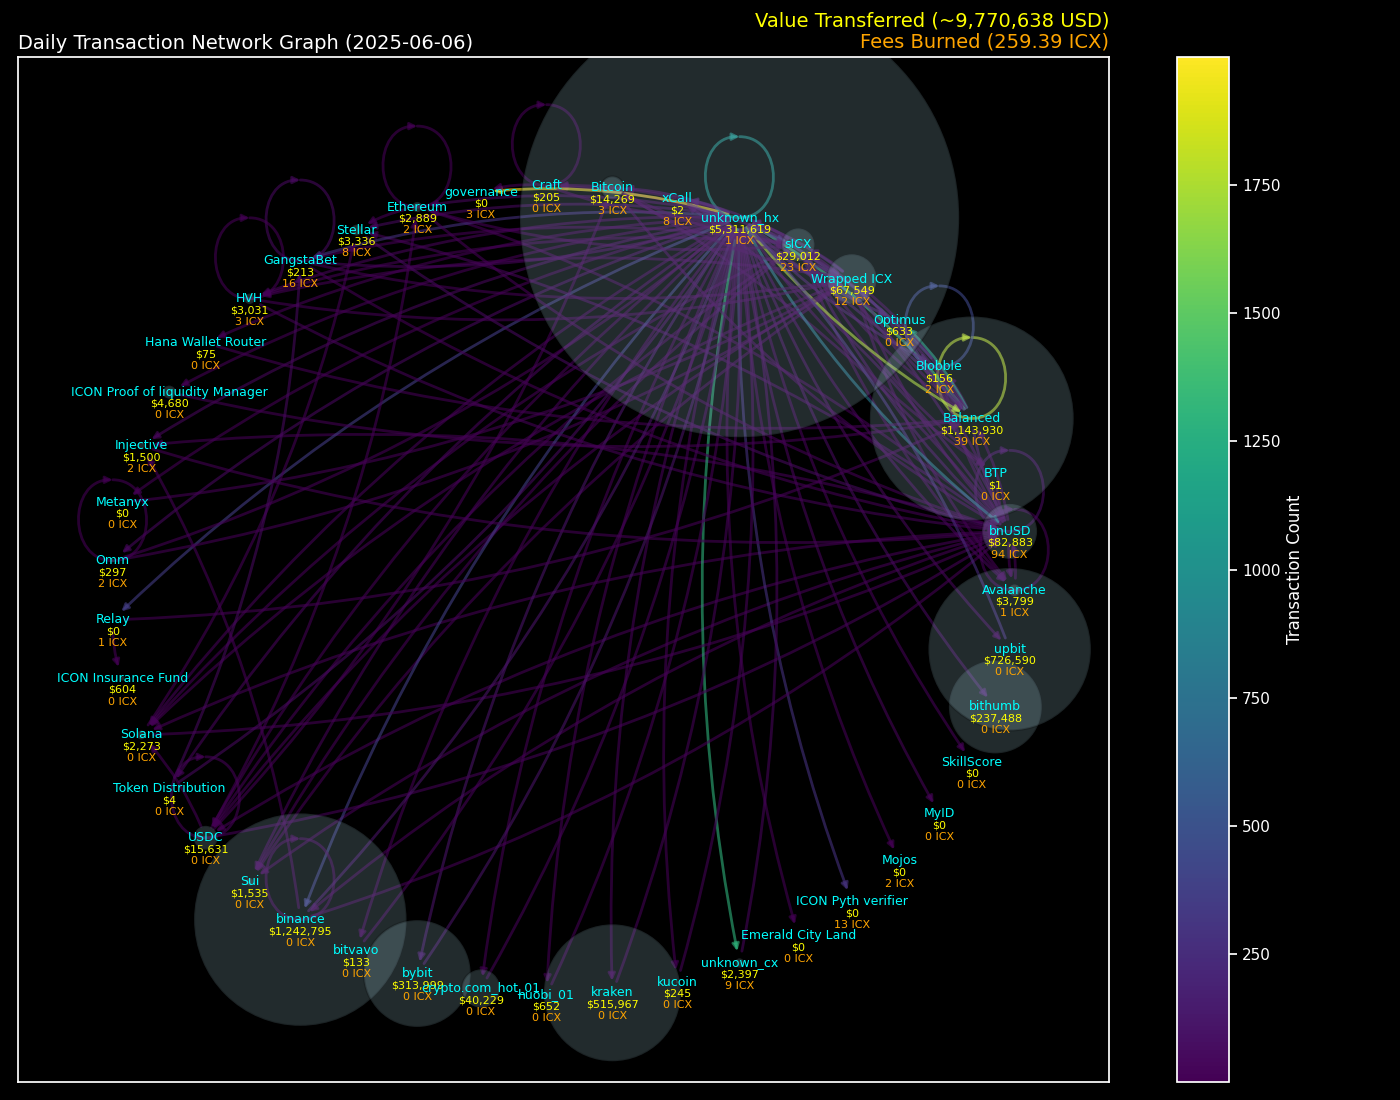 Value Transferred (~9,770,638 USD)
Daily Transaction Network Graph (2025-06-06)
Fees Burned (259.39 ICX)
Craft
$205
0 ICX
Bitcoin
$14,269
3 ICX
governance
$0
3 ICX
xCall
$2
8 ICX
Ethereum
$2,889
2 ICX
unknown_hx
$5,311,619
1 ICX
Stellar
$3,336
8 ICX
sICX
$29,012
23 ICX
GangstaBet
$213
16 ICX
Wrapped ICX
$67,549
12 ICX
HVH
$3,031
3 ICX
Optimus
$633
0 ICX
Hana Wallet Router
$75
0 ICX
Blobble
$156
2 ICX
ICON Proof of liquidity Manager
$4,680
0 ICX
Balanced
$1,143,930
39 ICX
Injective
$1,500
2 ICX
BTP
$1
0 ICX
Metanyx
$0
0 ICX
bnUSD
$82,883
94 ICX
Omm
$297
2 ICX
Avalanche
$3,799
1 ICX
Relay
$0
1 ICX
upbit
$726,590
0 ICX
ICON Insurance Fund
$604
0 ICX
bithumb
$237,488
0 ICX
Solana
$2,273
0 ICX
SkillScore
$0
0 ICX
Token Distribution
$4
0 ICX
MyID
$0
0 ICX
USDC
$15,631
0 ICX
Mojos
$0
2 ICX
Sui
$1,535
0 ICX
ICON Pyth verifier
$0
13 ICX
binance
$1,242,795
0 ICX
Emerald City Land
$0
0 ICX
bitvavo
$133
0 ICX
unknown_cx
$2,397
9 ICX
bybit
$313,999
0 ICX
crypto.com_hot_01
$40,229
0 ICX
huobi_01
$652
0 ICX
kraken
$515,967
0 ICX
kucoin
$245
0 ICX
1750
1500
1250
1000
750
500
250
Transaction Count